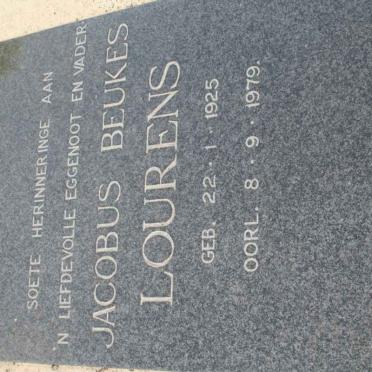 SOETE HERINNERINGE AAN
'N LIEFDEVOLLE EGGENOOT EN VADER.
JACOBUS BEUKES
LOURENS
GEB. 22·1·1925
OORL. 8·9·1979.